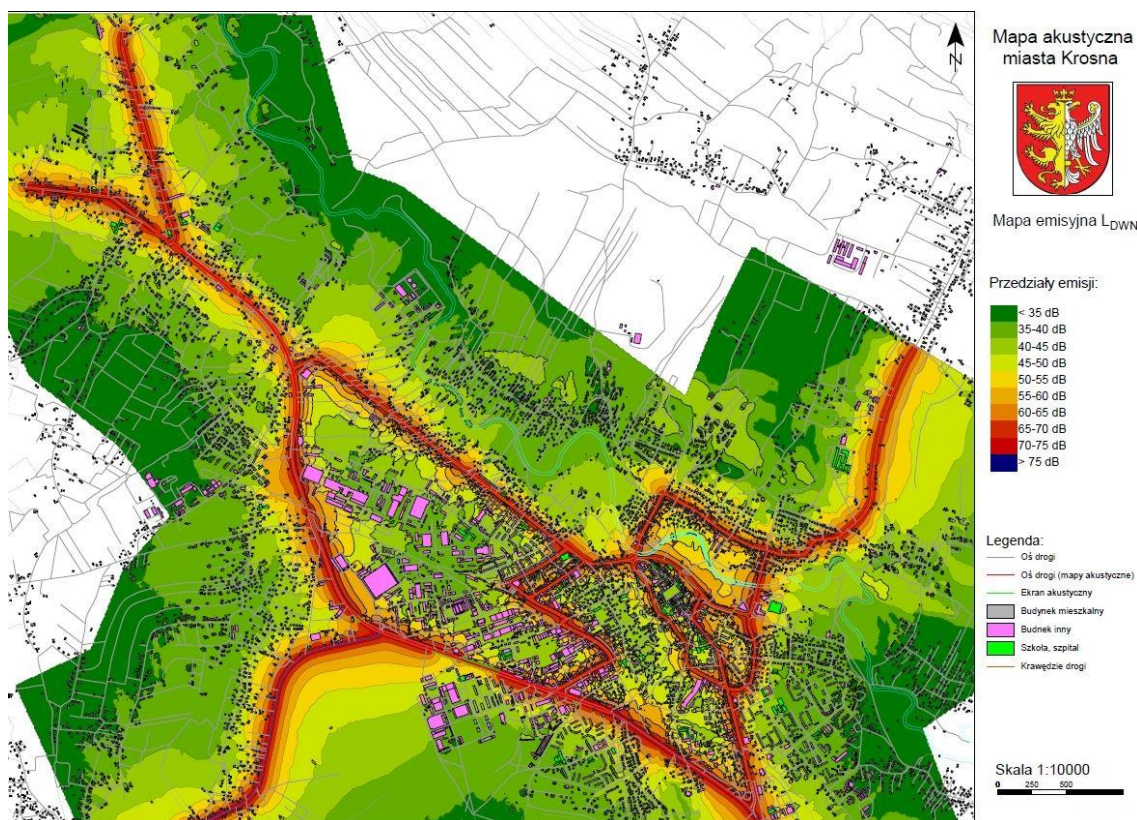 N
Mapa akustyczna
miasta Krosna
Mapa emisyjna LDWN
Przedziały emisji:
< 35 dB
35-40 dB
40-45 dB
45-50 dB
50-55 dB
55-60 dB
60-65 dB
65-70 dB
70-75 dB
> 75 dB
Legenda:
Oś drogi
Oś drogi (mapy akustyczne)
Ekran akustyczny
Budynek mieszkalny
Budnek inny
Szkoła, szpital
Krawędzie drogi
Skala 1:10000
0 250 500